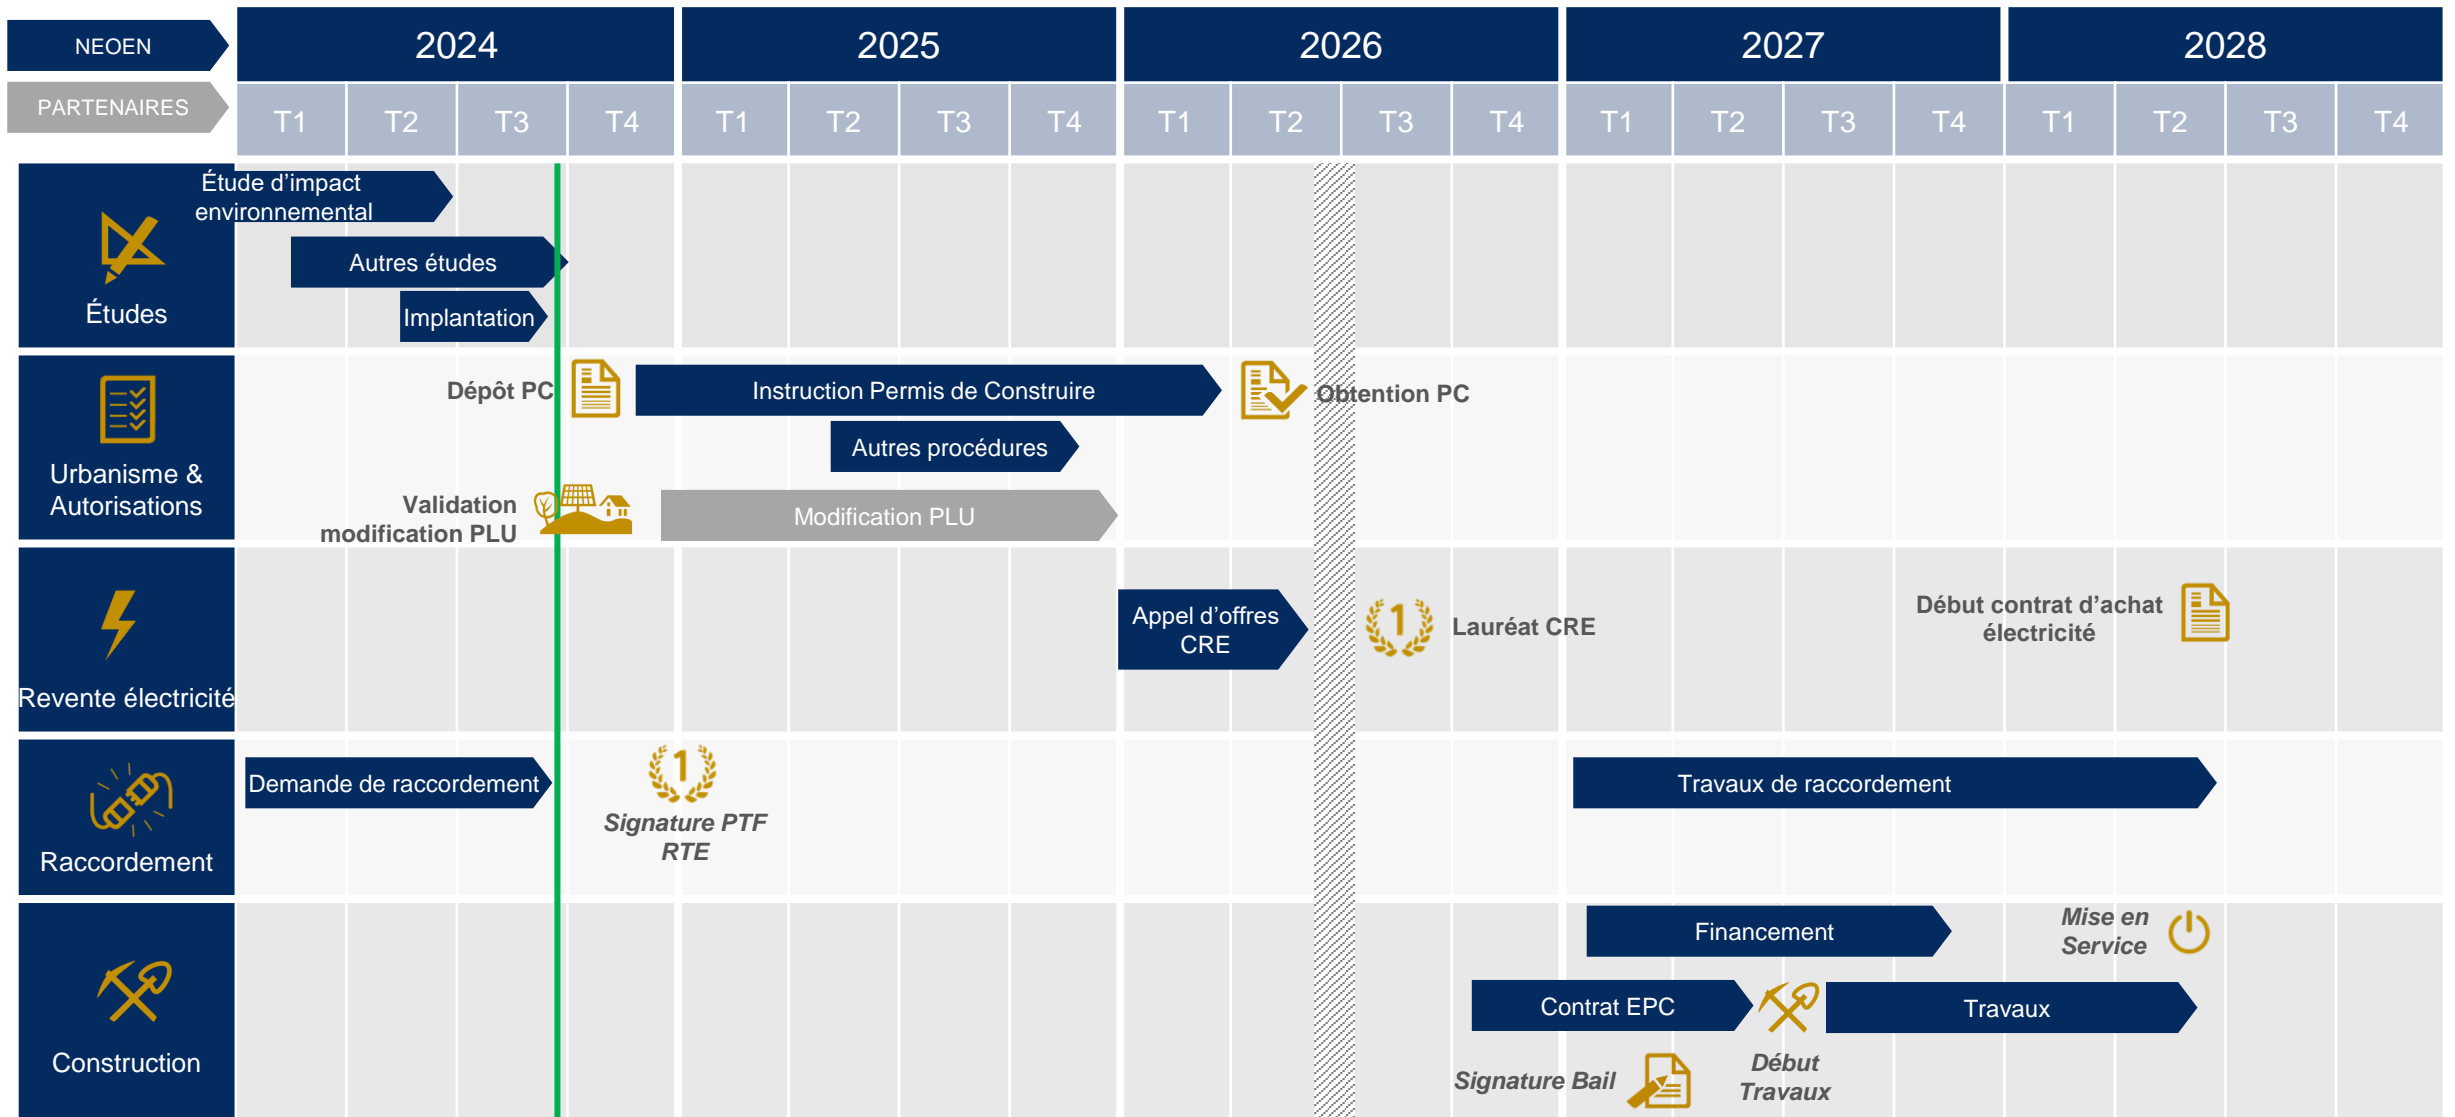 NEOEN
2024
2025
2026
2027
2028
PARTENAIRES
T1
T2
T3
T4
T1
T2
T3
T4
T1
T2
T3
T4
T1
T2
T3
T4
T1
T2
T3
T4
Études
Étude d'impact
environnemental
Autres études
Implantation
Urbanisme &
Autorisations
Dépôt PC
Instruction Permis de Construire
Obtention PC
Autres procédures
Validation
modification PLU
Modification PLU
Revente électricité
Appel d'offres
CRE
1
Lauréat CRE
Début contrat d'achat
électricité
Raccordement
Demande de raccordement
1
Signature PTF
RTE
Travaux de raccordement
Construction
Financement
Mise en
Service
Contrat EPC
Travaux
Signature Bail
Début
Travaux